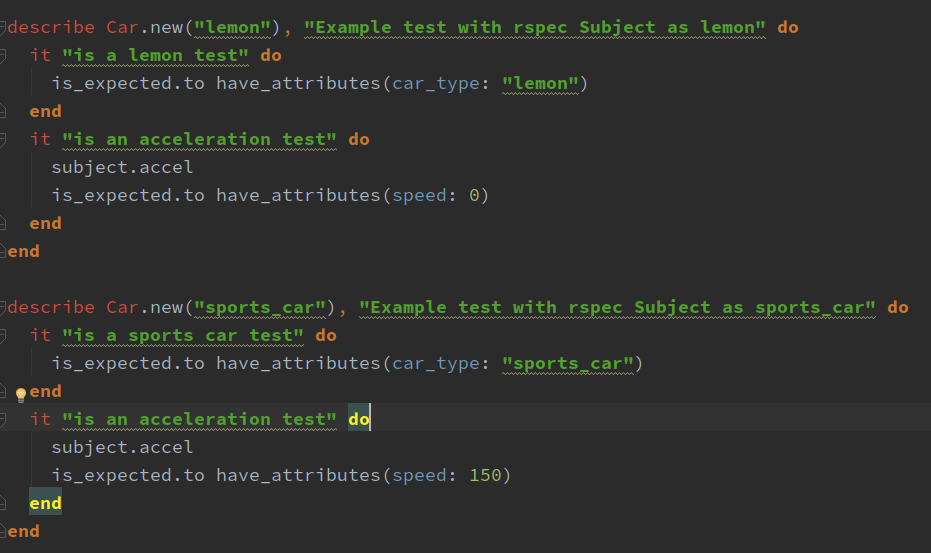 describe Car.new("lemon"), "Example test with rspec Subject as lemon" do
  it "is a lemon test" do
    is_expected.to have_attributes(car_type: "lemon")
  end
  it "is an acceleration test" do
    subject.accel
    is_expected.to have_attributes(speed: 0)
  end
end

describe Car.new("sports_car"), "Example test with rspec Subject as sports_car" do
  it "is a sports car test" do
    is_expected.to have_attributes(car_type: "sports_car")
  end
  it "is an acceleration test" do
    subject.accel
    is_expected.to have_attributes(speed: 150)
  end
end